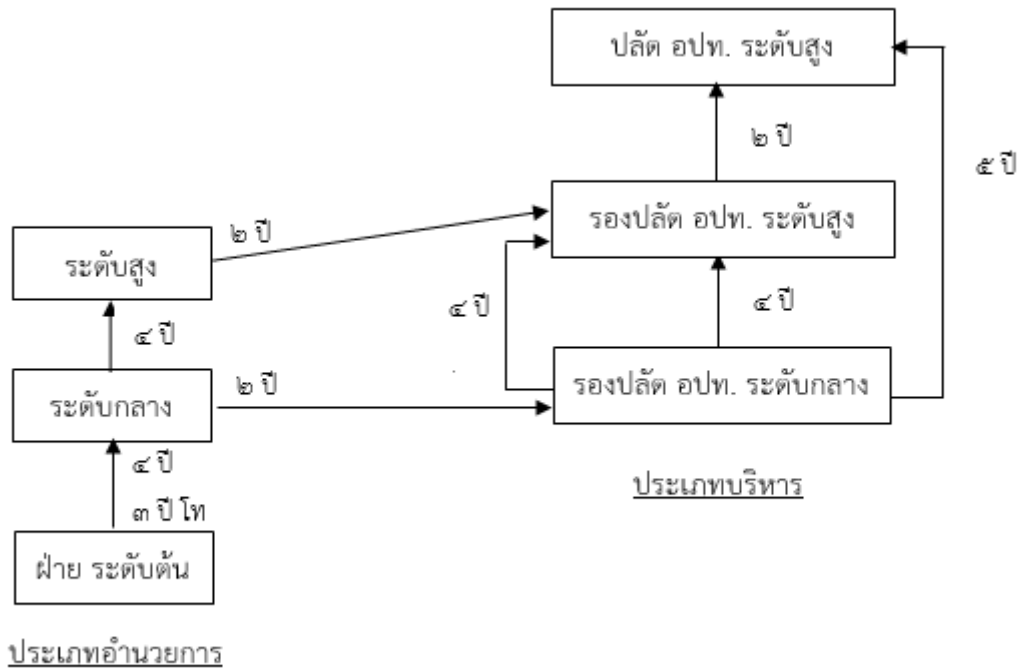 ปลัด อปท. ระดับสูง
๒ ปี
๕ ปี
รองปลัด อปท. ระดับสูง
๒ ปี
ระดับสูง
๔ ปี
๔ ปี
๔ ปี
รองปลัด อปท. ระดับกลาง
๒ ปี
ระดับกลาง
๔ ปี
ประเภทบริหาร
๓ ปี โท
ฝ่าย ระดับต้น
ประเภทอำนวยการ